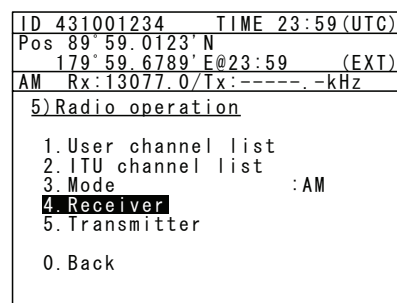 ID 431001234 TIME 23:59(UTC)
Pos 89°59.0123'N
179°59.6789'E@23:59 (EXT)
AM Rx:13077.0/Tx:-----.-kHz
5)Radio operation
1.User channel list
2.ITU channel list
3.Mode :AM
4.Receiver
5.Transmitter
0.Back